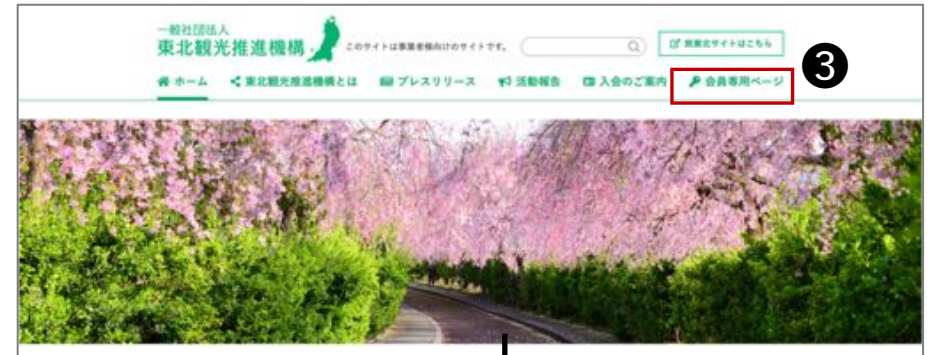 一般社団法人
東北観光推進機構
このサイトは事業者様向けのサイトです。
旅東北サイトはこちら
❸
ホーム
東北観光推進機構とは
プレスリリース
活動報告
入会のご案内
会員専用ページ